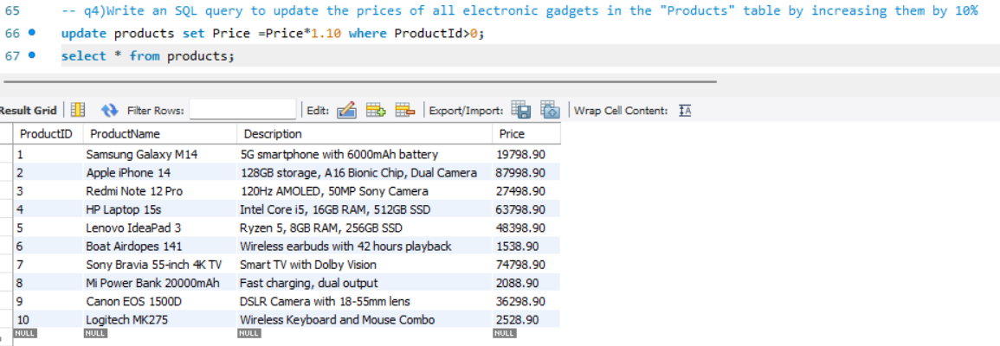 65 -- q4)Write an SQL query to update the prices of all electronic gadgets in the "Products" table by increasing them by 10%
66 update products set Price =Price*1.10 where ProductId>0;
67 select * from products;
Result Grid Filter Rows: Edit: Export/Import: Wrap Cell Content: IA
ProductID ProductName Description Price
1 Samsung Galaxy M14 5G smartphone with 6000mAh battery 19798.90
2 Apple iPhone 14 128GB storage, A16 Bionic Chip, Dual Camera 87998.90
3 Redmi Note 12 Pro 120Hz AMOLED, 50MP Sony Camera 27498.90
4 HP Laptop 15s Intel Core i5, 16GB RAM, 512GB SSD 63798.90
5 Lenovo IdeaPad 3 Ryzen 5, 8GB RAM, 256GB SSD 48398.90
6 Boat Airdopes 141 Wireless earbuds with 42 hours playback 1538.90
7 Sony Bravia 55-inch 4K TV Smart TV with Dolby Vision 74798.90
8 Mi Power Bank 20000mAh Fast charging, dual output 2088.90
9 Canon EOS 1500D DSLR Camera with 18-55mm lens 36298.90
10 Logitech MK275 Wireless Keyboard and Mouse Combo 2528.90
NULL NULL NULL NULL